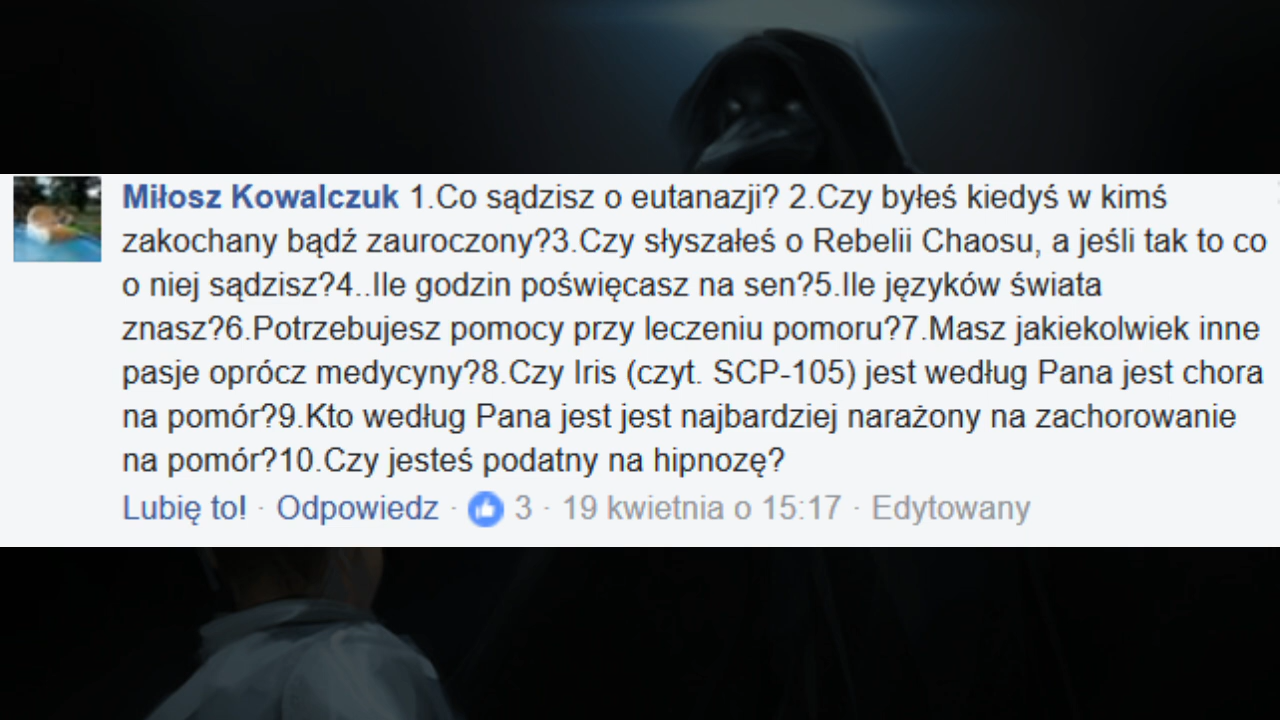 Miłosz Kowalczuk 1.Co sądzisz o eutanazji? 2.Czy byłeś kiedyś w kimś
zakochany bądź zauroczony?3.Czy słyszałeś o Rebelii Chaosu, a jeśli tak to co
o niej sądzisz?4..Ile godzin poświęcasz na sen?5.Ile języków świata
znasz?6.Potrzebujesz pomocy przy leczeniu pomoru?7.Masz jakiekolwiek inne
pasje oprócz medycyny?8.Czy Iris (czyt. SCP-105) jest według Pana jest chora
na pomór?9.Kto według Pana jest jest najbardziej narażony na zachorowanie
na pomór?10.Czy jesteś podatny na hipnozę?
Lubię to! · Odpowiedz · 3 · 19 kwietnia o 15:17 · Edytowany